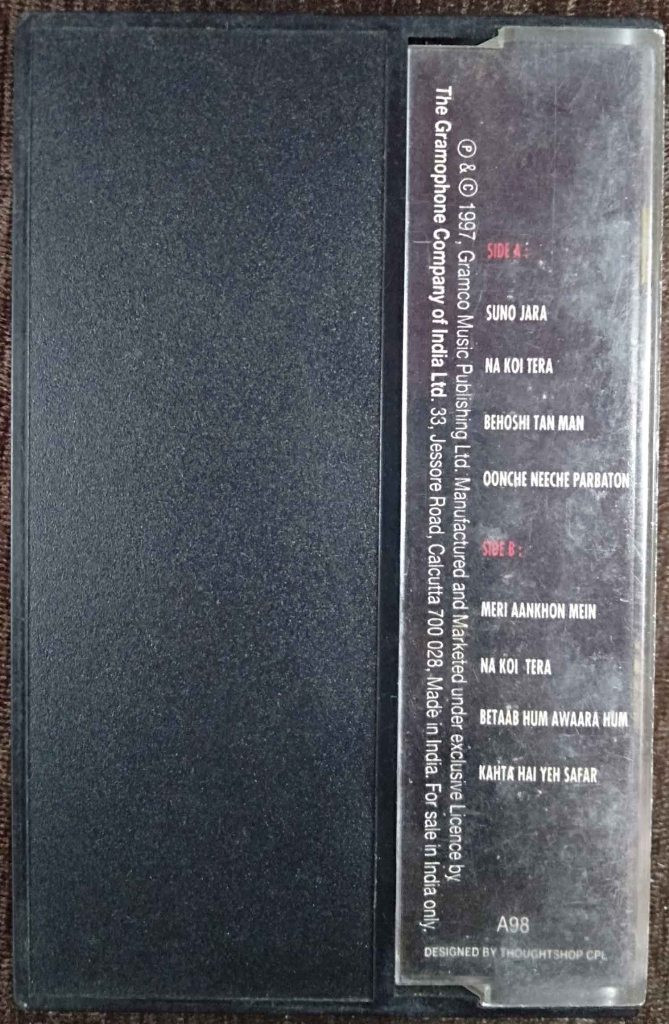 Ⓟ & © 1997, Gramco Music Publishing Ltd. Manufactured and Marketed under exclusive Licence by
The Gramophone Company of India Ltd. 33, Jessore Road, Calcutta 700 028, Made in India. For sale in India only.
SIDE A :
SUNO JARA
NA KOI TERA
BEHOSHI TAN MAN
OONCHE NEECHE PARBATON
SIDE B :
MERI AANKHON MEIN
NA KOI TERA
BETAAB HUM AWAARA HUM
KAHTA HAI YEH SAFAR
A98
DESIGNED BY THOUGHTSHOP CPL